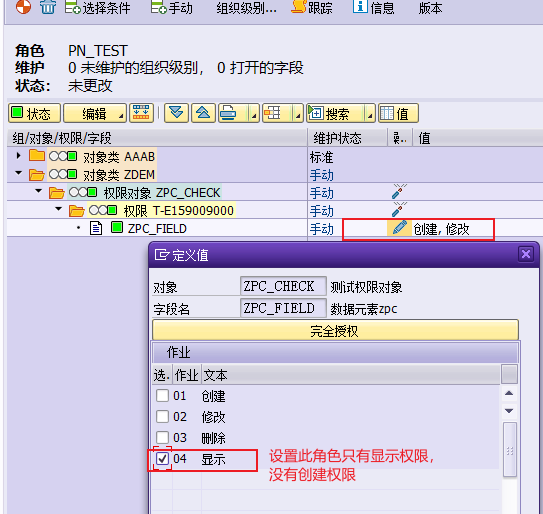 选择条件 手动 组织级别... 跟踪 信息 版本
角色 PN_TEST
维护 0 未维护的组织级别, 0 打开的字段
状态: 未更改
状态 编辑 搜索 值
组/对象/权限/字段 维护状态 值
对象类 AAAB 标准
对象类 ZDEM 手动
权限对象 ZPC_CHECK 手动
权限 T-E159009000 手动
ZPC_FIELD 手动 创建, 修改
定义值
对象 ZPC_CHECK 测试权限对象
字段名 ZPC_FIELD 数据元素zpc
完全授权
作业
选. 作业 文本
01 创建
02 修改
03 删除
04 显示
设置此角色只有显示权限,
没有创建权限